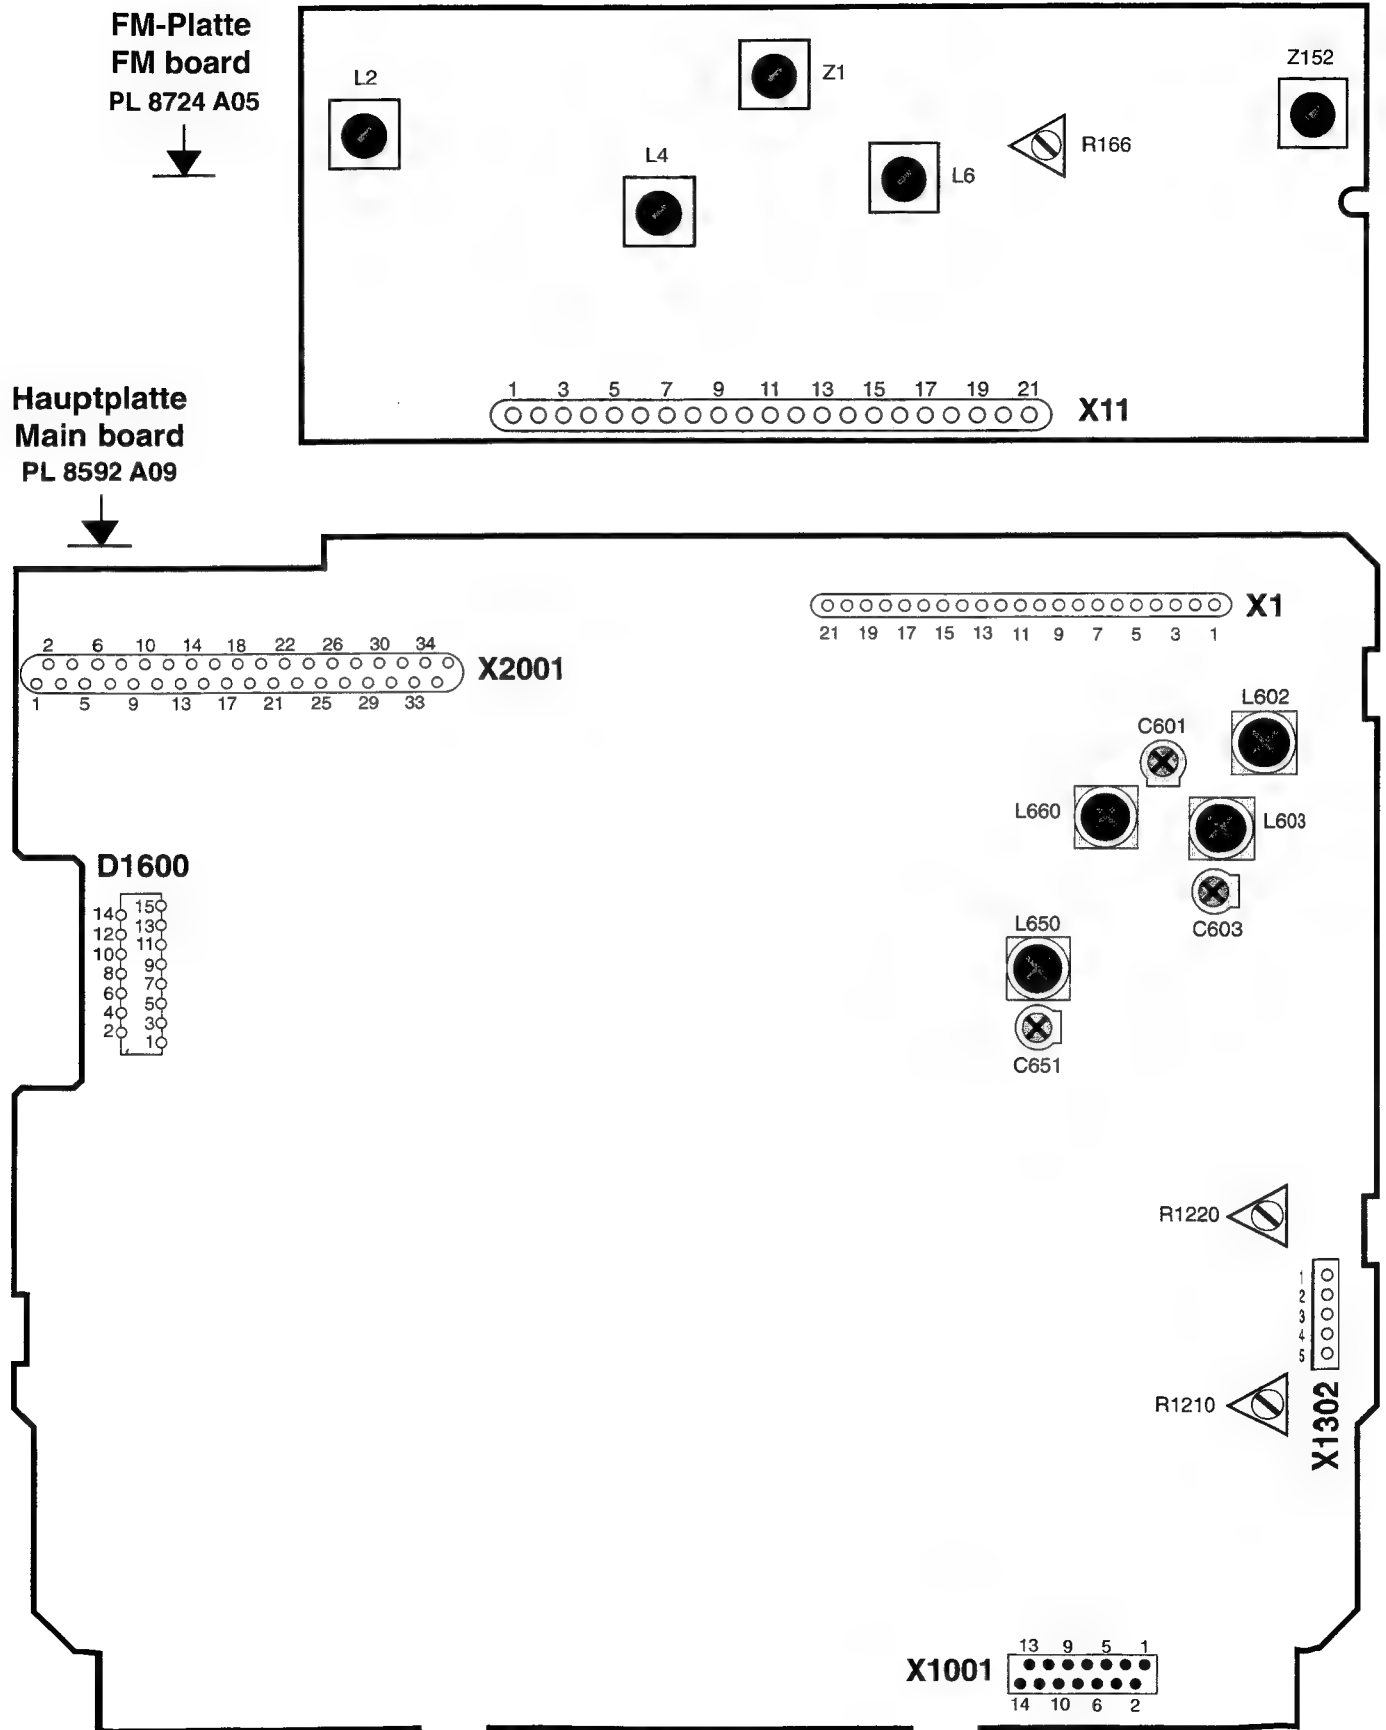 FM-Platte
FM board
PL 8724 A05
L2
Z1
Z152
L4
R166
L6
1 3 5 7 9 11 13 15 17 19 21
X11
Hauptplatte
Main board
PL 8592 A09
X1
21 19 17 15 13 11 9 7 5 3 1
2 6 10 14 18 22 26 30 34
X2001
1 5 9 13 17 21 25 29 33
L602
C601
L660
L603
D1600
C603
14 15
12 13
10 11
8 9
6 7
4 5
2 3
1
L650
C651
R1220
1
2
3
4
5
R1210
X1302
13 9 5 1
X1001
14 10 6 2